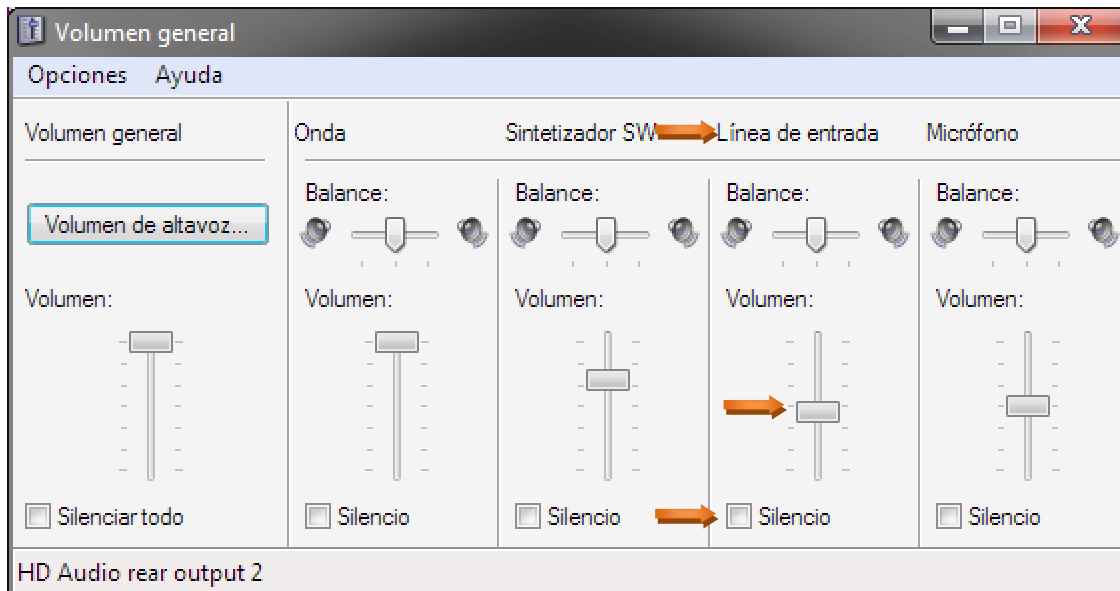 Volumen general
Opciones Ayuda
Volumen general
Onda
Sintetizador SW
Línea de entrada
Micrófono
Volumen de altavoz...
Balance:
Balance:
Balance:
Balance:
Volumen:
Volumen:
Volumen:
Volumen:
Volumen:
Silenciar todo
Silencio
Silencio
Silencio
Silencio
HD Audio rear output 2